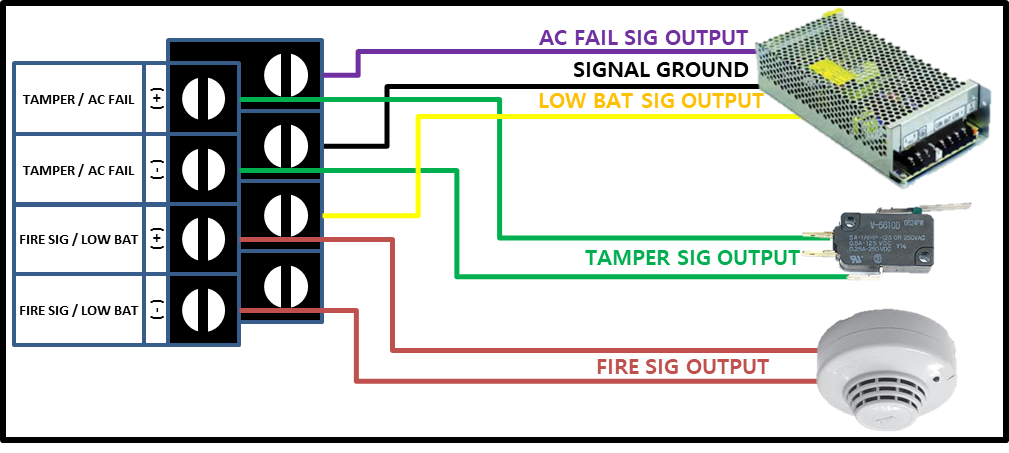 AC FAIL SIG OUTPUT
SIGNAL GROUND
LOW BAT SIG OUTPUT
TAMPER / AC FAIL (+)
TAMPER / AC FAIL (-)
FIRE SIG / LOW BAT (+)
FIRE SIG / LOW BAT (-)
V-5610D
TAMPER SIG OUTPUT
FIRE SIG OUTPUT